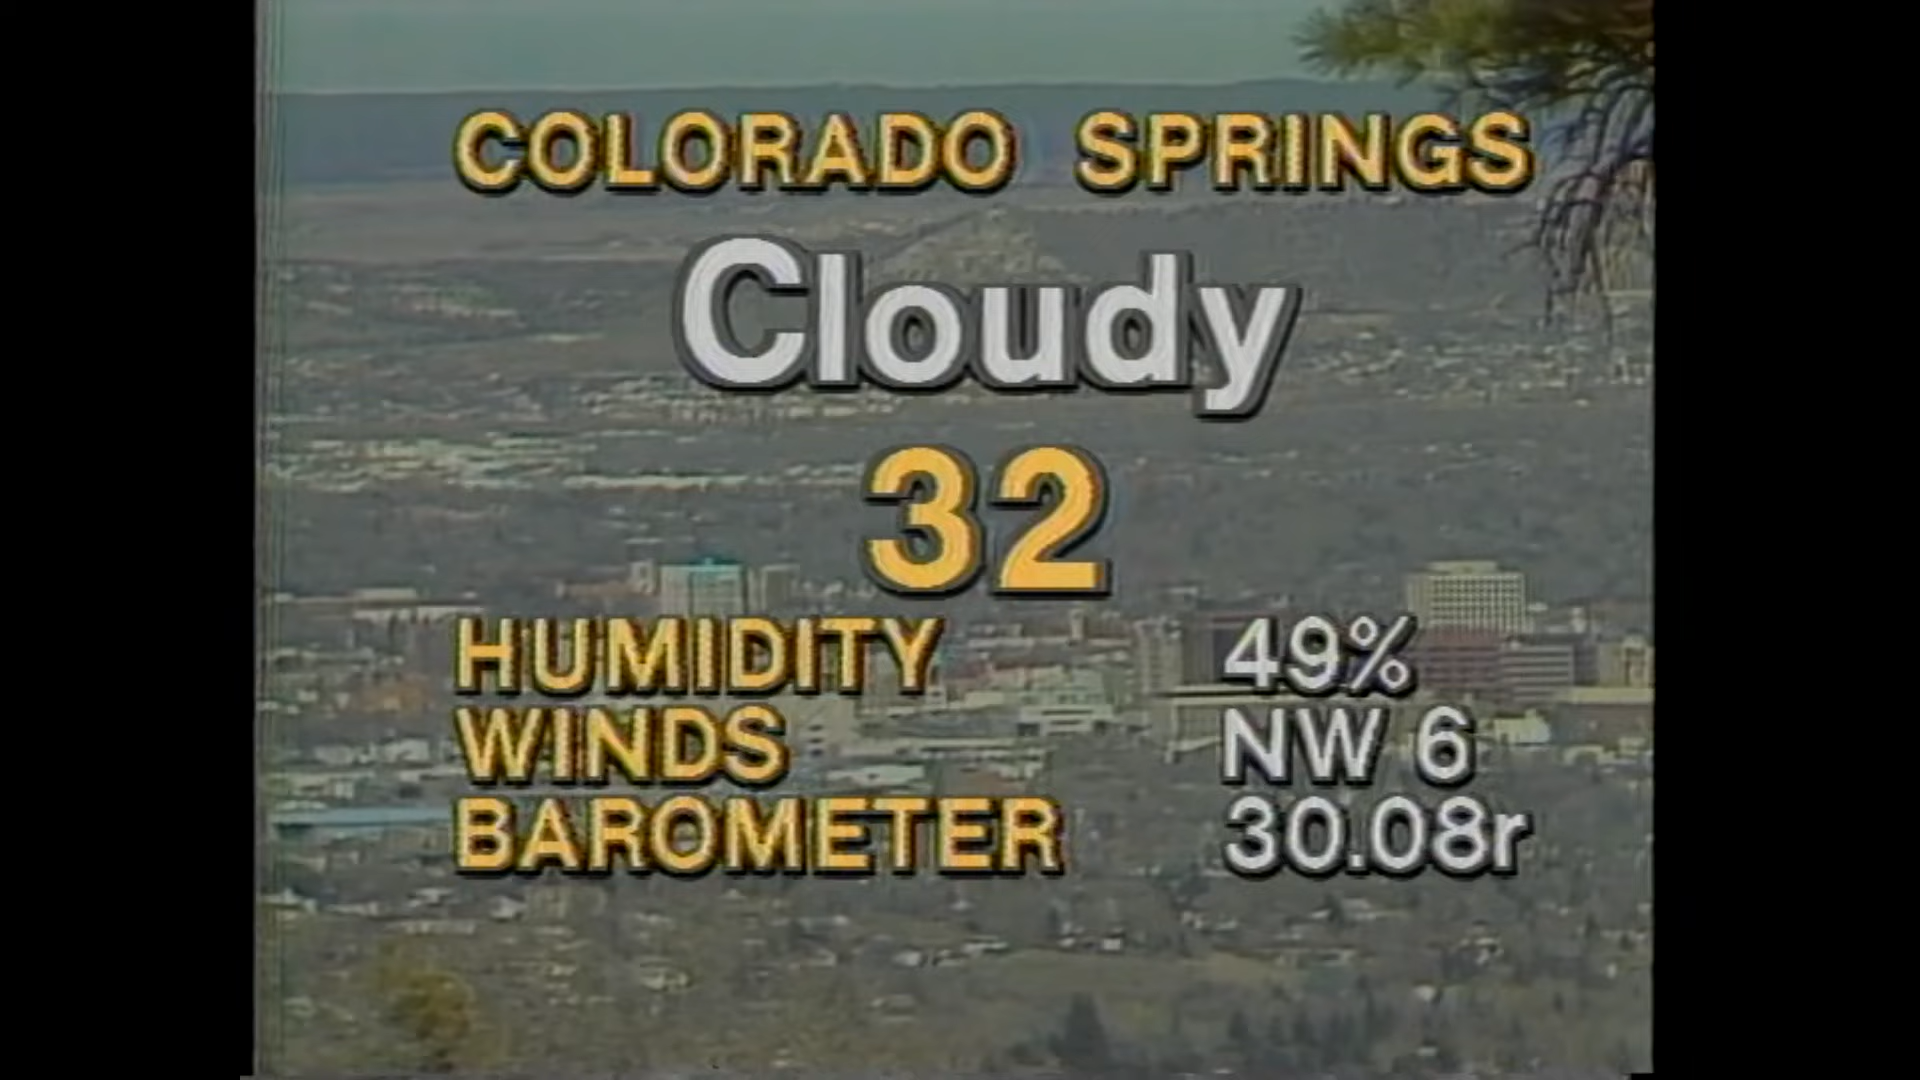 COLORADO SPRINGS
Cloudy
32
HUMIDITY 49%
WINDS NW 6
BAROMETER 30.08r